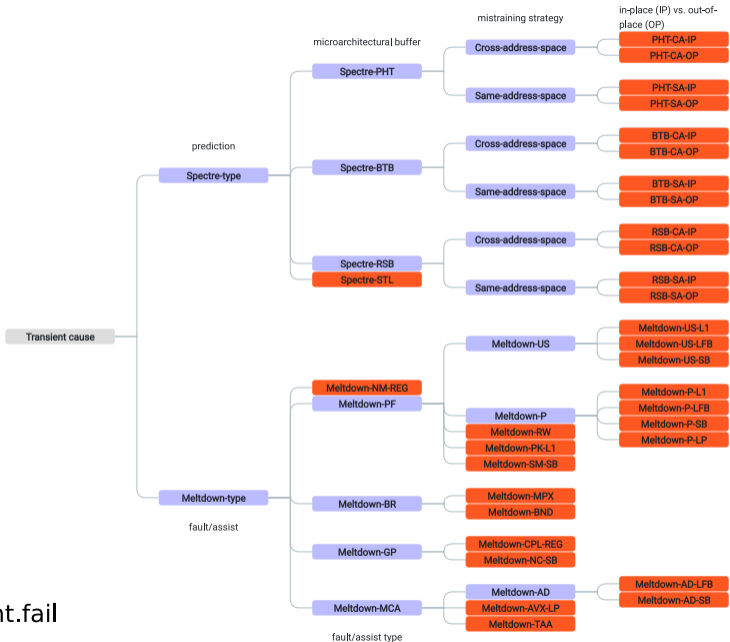 in-place (IP) vs. out-of-
place (OP)
mistraining strategy
microarchitectural buffer
prediction
PHT-CA-IP
Cross-address-space
PHT-CA-OP
Spectre-PHT
PHT-SA-IP
Same-address-space
PHT-SA-OP
BTB-CA-IP
Cross-address-space
BTB-CA-OP
Spectre-BTB
Spectre-type
BTB-SA-IP
Same-address-space
BTB-SA-OP
RSB-CA-IP
Cross-address-space
RSB-CA-OP
Spectre-RSB
Spectre-STL
RSB-SA-IP
Same-address-space
RSB-SA-OP
Transient cause
Meltdown-US-L1
Meltdown-US
Meltdown-US-LFB
Meltdown-US-SB
Meltdown-NM-REG
Meltdown-PF
Meltdown-P-L1
Meltdown-P-LFB
Meltdown-P
Meltdown-P-SB
Meltdown-RW
Meltdown-P-LP
Meltdown-PK-L1
Meltdown-SM-SB
Meltdown-type
fault/assist
Meltdown-MPX
Meltdown-BR
Meltdown-BND
Meltdown-CPL-REG
Meltdown-GP
Meltdown-NC-SB
Meltdown-AD-LFB
Meltdown-AD
Meltdown-AD-SB
Meltdown-MCA
Meltdown-AVX-LP
Meltdown-TAA
nt.fail
fault/assist type